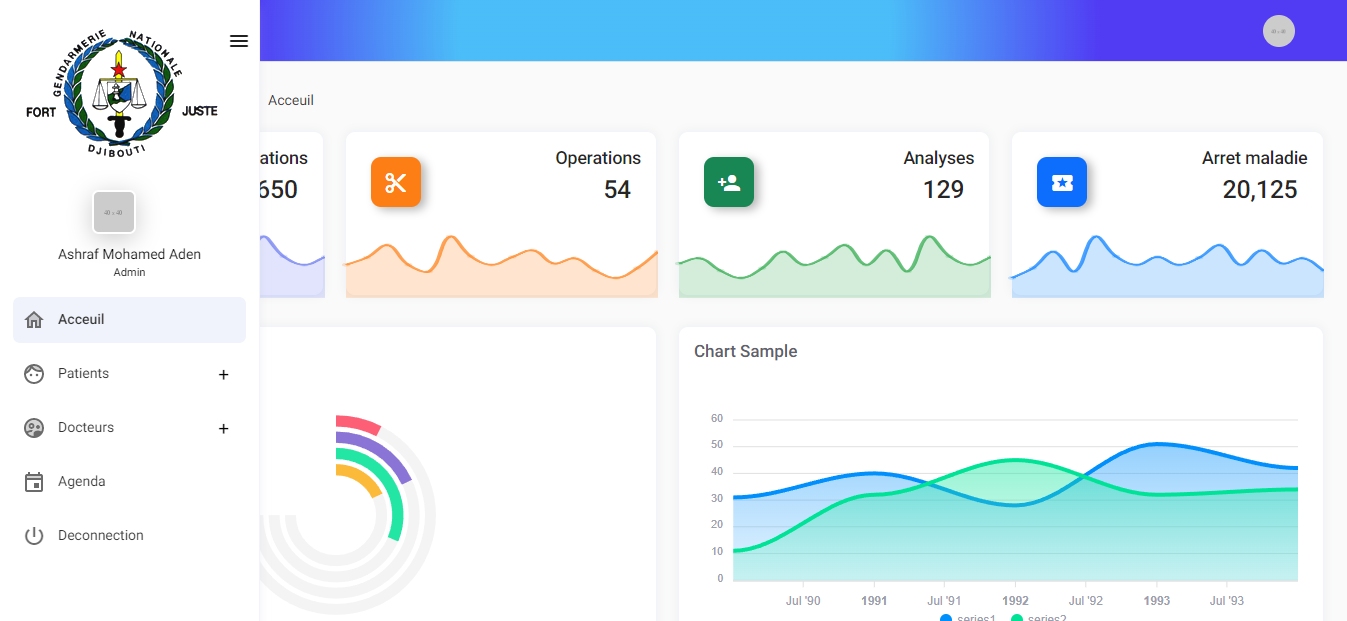 GENDARMERIE NATIONALE
FORT
JUSTE
DJIBOUTI
40 x 40
Ashraf Mohamed Aden
Admin
Acceuil
Patients
+
Docteurs
+
Agenda
Deconnection
40 x 40
Acceuil
ations
650
Operations
54
Analyses
129
Arret maladie
20,125
Chart Sample
60
50
40
30
20
10
0
Jul '90
1991
Jul '91
1992
Jul '92
1993
Jul '93
series1
series2